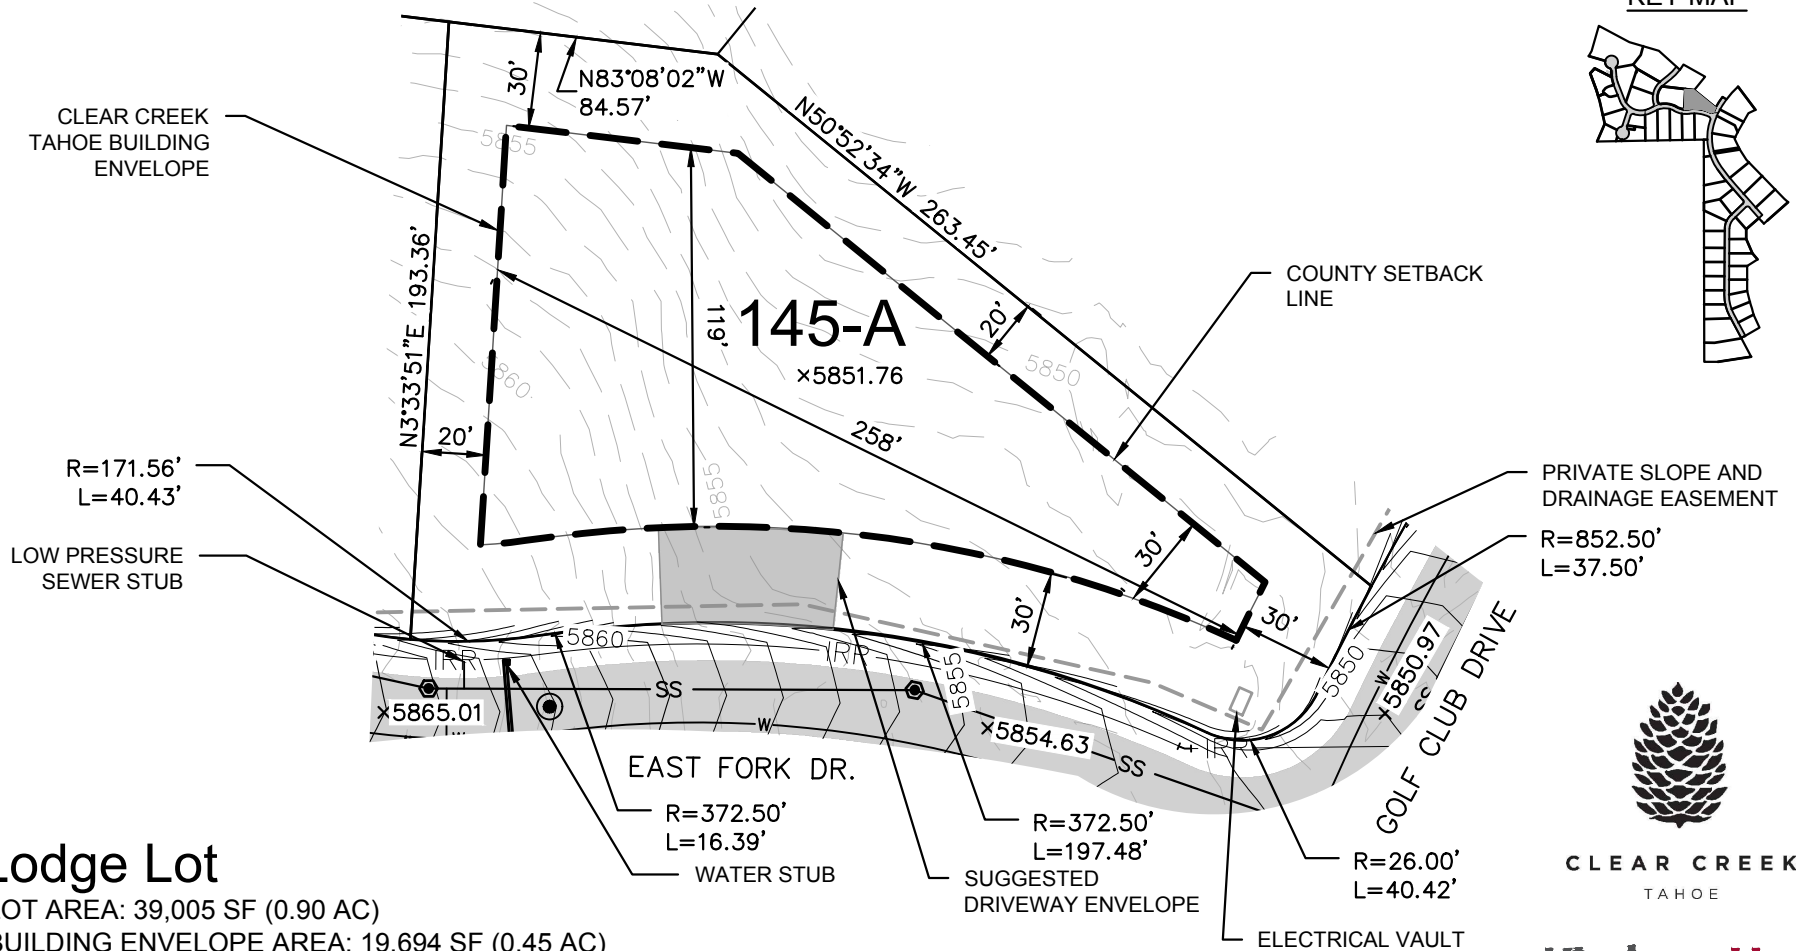 KEY MAP
CLEAR CREEK
TAHOE BUILDING
ENVELOPE
30'
N83°08'02"W
84.57'
N50°52'34"W 263.45'
5855
COUNTY SETBACK
LINE
N3°33'51"E 193.36'
119'
145-A
×5851.76
20'
5850
5860
258'
20'
R=171.56'
L=40.43'
5855
PRIVATE SLOPE AND
DRAINAGE EASEMENT
R=852.50'
L=37.50'
LOW PRESSURE
SEWER STUB
30'
30'
30'
5860
IRR
IRP
5855
5850
W
×5850.97
SS
SS
×5865.01
W
W
×5854.63
SS
IRR
EAST FORK DR.
GOLF CLUB DRIVE
R=372.50'
L=16.39'
WATER STUB
R=372.50'
L=197.48'
SUGGESTED
DRIVEWAY ENVELOPE
R=26.00'
L=40.42'
ELECTRICAL VAULT
CLEAR CREEK
TAHOE
Lodge Lot
LOT AREA: 39,005 SF (0.90 AC)
BUILDING ENVELOPE AREA: 19,694 SF (0.45 AC)